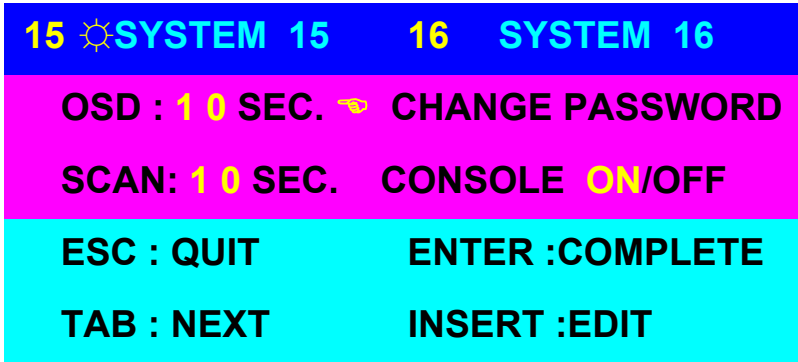 15 ☼SYSTEM 15 16 SYSTEM 16
OSD : 1 0 SEC. ☜ CHANGE PASSWORD
SCAN: 1 0 SEC. CONSOLE ON/OFF
ESC : QUIT ENTER :COMPLETE
TAB : NEXT INSERT :EDIT